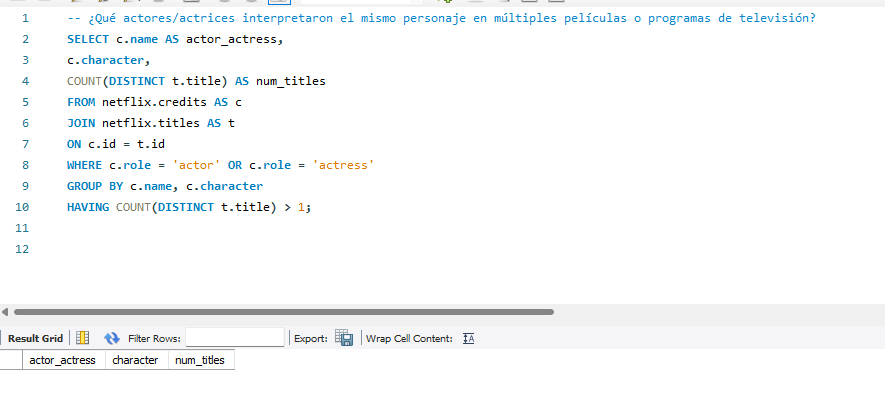 1 -- ¿Qué actores/actrices interpretaron el mismo personaje en múltiples películas o programas de televisión?
2 SELECT c.name AS actor_actress,
3 c.character,
4 COUNT(DISTINCT t.title) AS num_titles
5 FROM netflix.credits AS c
6 JOIN netflix.titles AS t
7 ON c.id = t.id
8 WHERE c.role = 'actor' OR c.role = 'actress'
9 GROUP BY c.name, c.character
10 HAVING COUNT(DISTINCT t.title) > 1;
11
12
Result Grid Filter Rows: Export: Wrap Cell Content:
actor_actress character num_titles